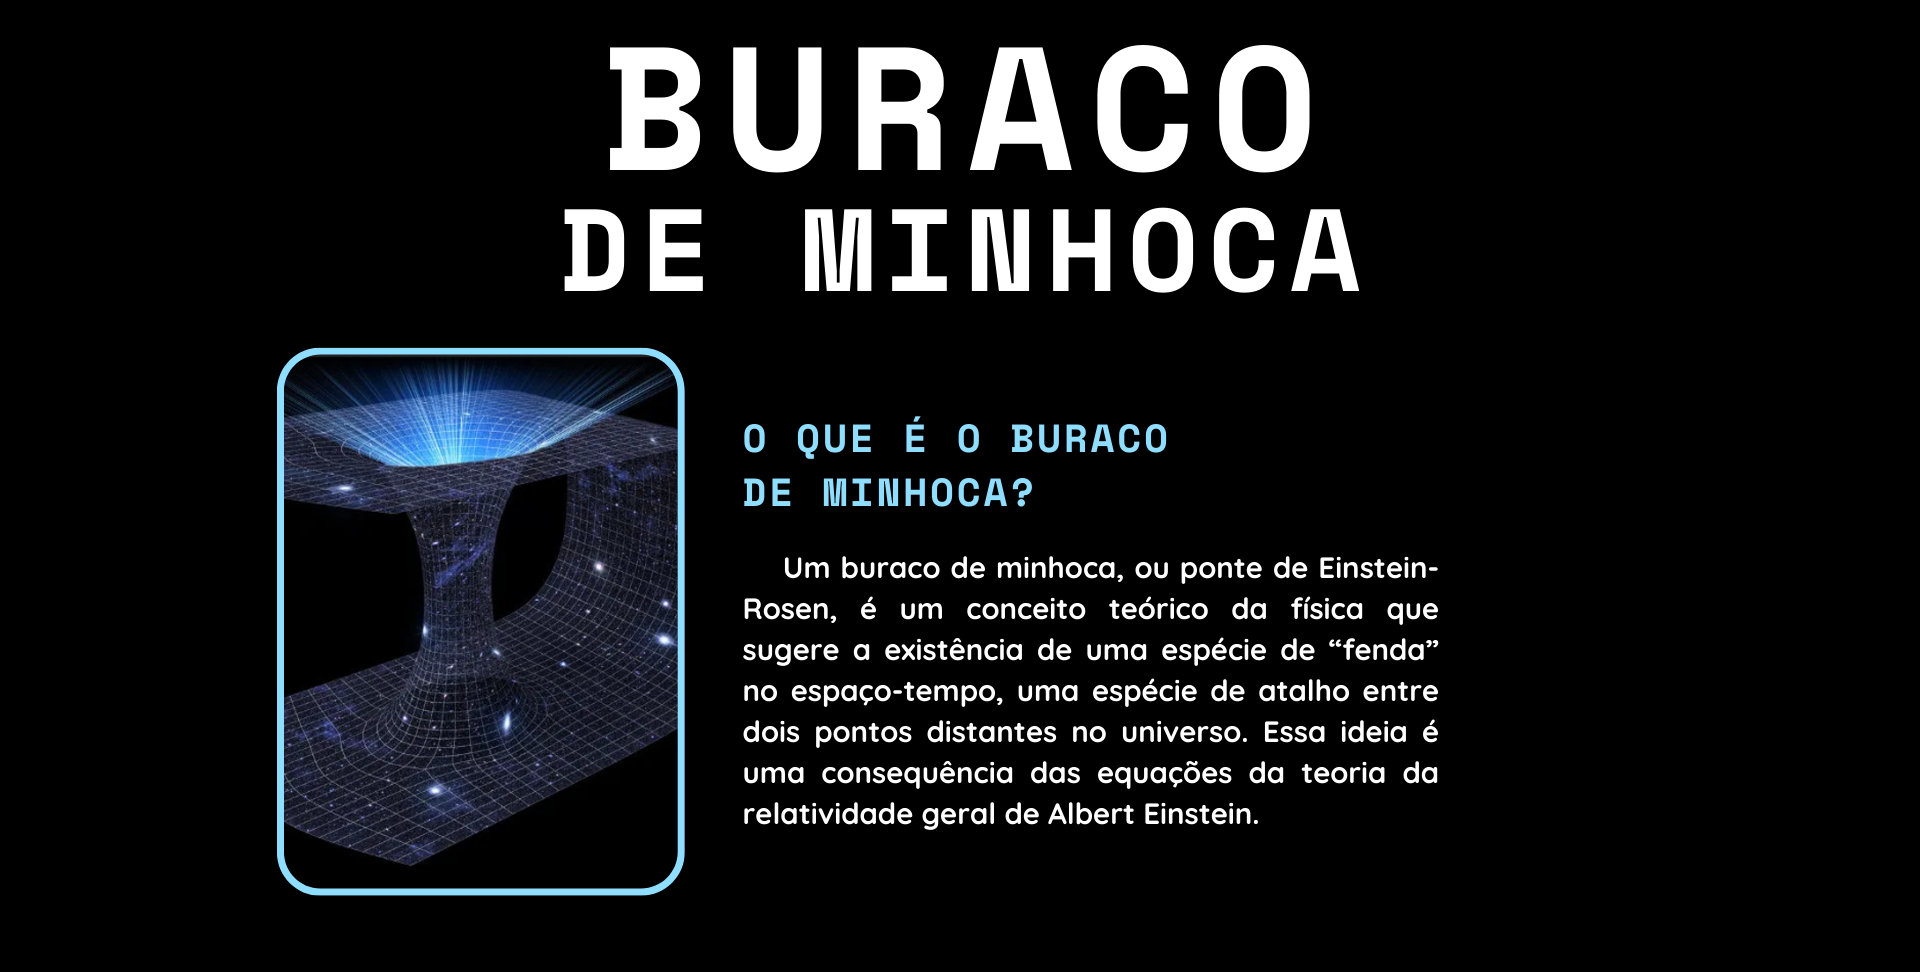 BURACO
DE MINHOCA
O QUE É O BURACO
DE MINHOCA?
Um buraco de minhoca, ou ponte de Einstein-
Rosen, é um conceito teórico da física que
sugere a existência de uma espécie de “fenda”
no espaço-tempo, uma espécie de atalho entre
dois pontos distantes no universo. Essa ideia é
uma consequência das equações da teoria da
relatividade geral de Albert Einstein.